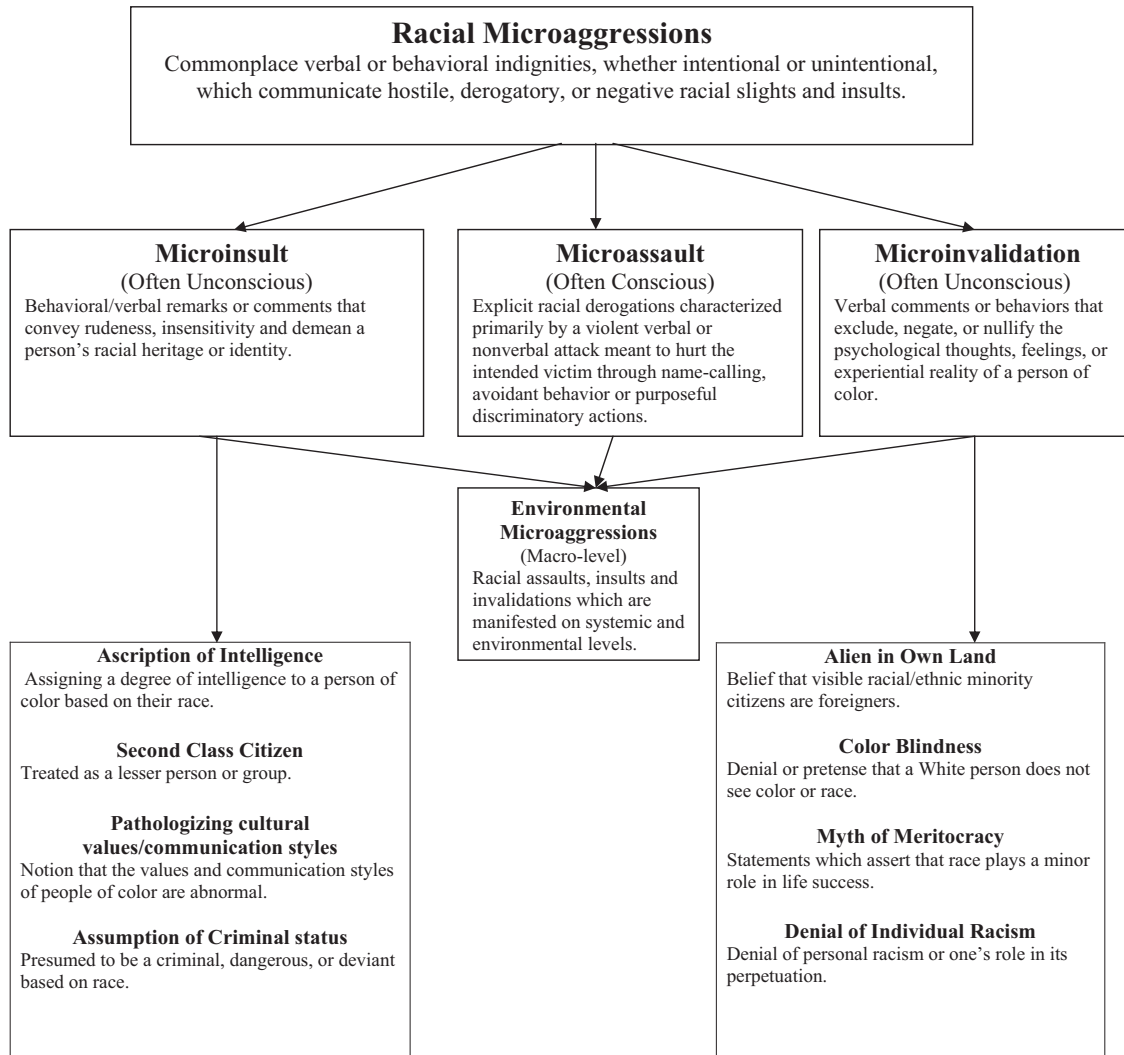 Racial Microaggressions
Commonplace verbal or behavioral indignities, whether intentional or unintentional,
which communicate hostile, derogatory, or negative racial slights and insults.
Microinsult
(Often Unconscious)
Behavioral/verbal remarks or comments that
convey rudeness, insensitivity and demean a
person’s racial heritage or identity.
Microassault
(Often Conscious)
Explicit racial derogations characterized
primarily by a violent verbal or
nonverbal attack meant to hurt the
intended victim through name-calling,
avoidant behavior or purposeful
discriminatory actions.
Microinvalidation
(Often Unconscious)
Verbal comments or behaviors that
exclude, negate, or nullify the
psychological thoughts, feelings, or
experiential reality of a person of
color.
Environmental
Microaggressions
(Macro-level)
Racial assaults, insults and
invalidations which are
manifested on systemic and
environmental levels.
Ascription of Intelligence
Assigning a degree of intelligence to a person of
color based on their race.
Second Class Citizen
Treated as a lesser person or group.
Pathologizing cultural
values/communication styles
Notion that the values and communication styles
of people of color are abnormal.
Assumption of Criminal status
Presumed to be a criminal, dangerous, or deviant
based on race.
Alien in Own Land
Belief that visible racial/ethnic minority
citizens are foreigners.
Color Blindness
Denial or pretense that a White person does not
see color or race.
Myth of Meritocracy
Statements which assert that race plays a minor
role in life success.
Denial of Individual Racism
Denial of personal racism or one’s role in its
perpetuation.